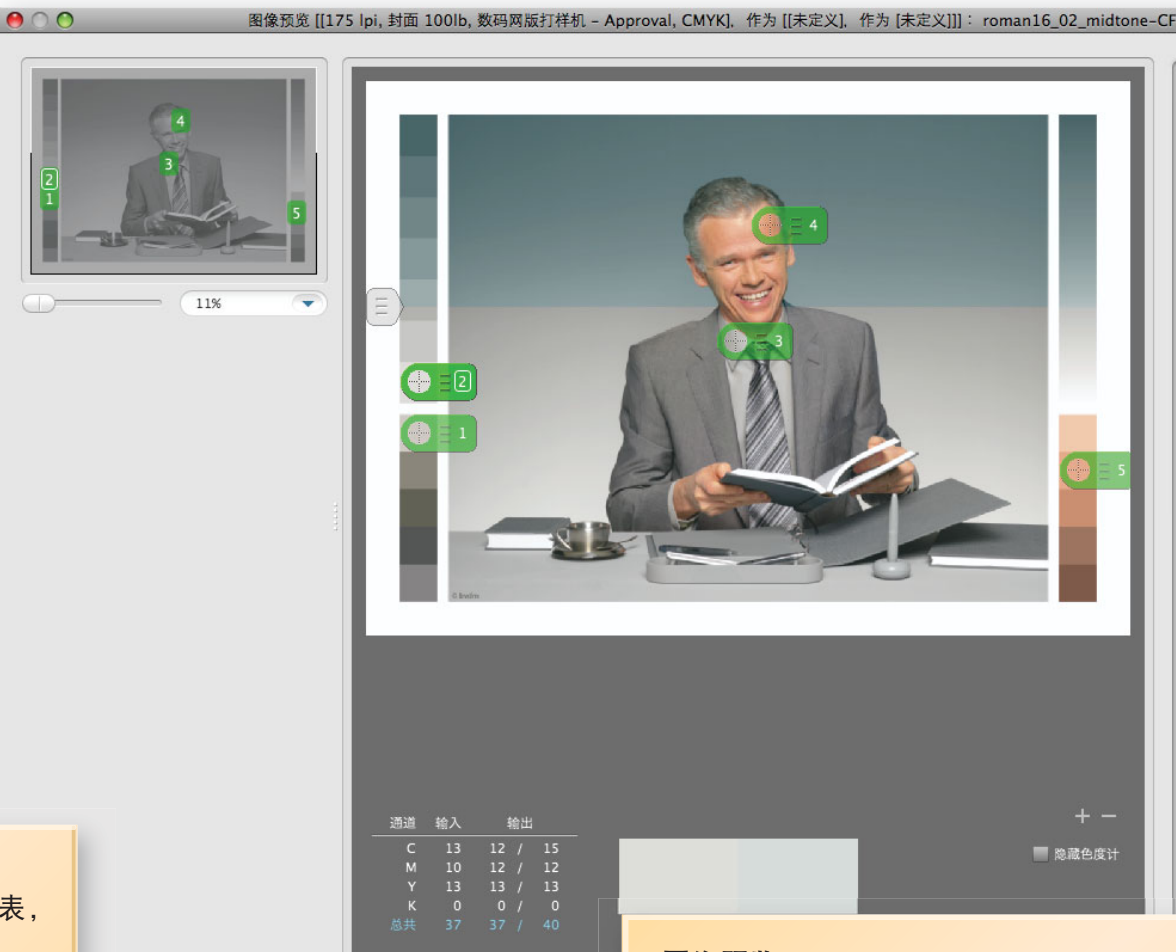 图像预览 [[175 lpi, 封面 100lb, 数码网版打样机 – Approval, CMYK]，作为 [[未定义]，作为 [未定义]]]： roman16_02_midtone-CF
4
3
2
1
5
11%
4
3
2
1
5
通道 输入 输出
C 13 12 / 15
M 10 12 / 12
Y 13 13 / 13
K 0 0 / 0
总共 37 37 / 40
+ −
隐藏色度计
表，